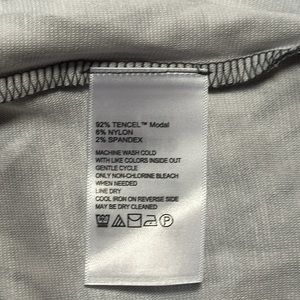 92% TENCEL™ Modal
6% NYLON
2% SPANDEX
MACHINE WASH COLD
WITH LIKE COLORS INSIDE OUT
GENTLE CYCLE
ONLY NON-CHLORINE BLEACH
WHEN NEEDED
LINE DRY
COOL IRON ON REVERSE SIDE
MAY BE DRY CLEANED